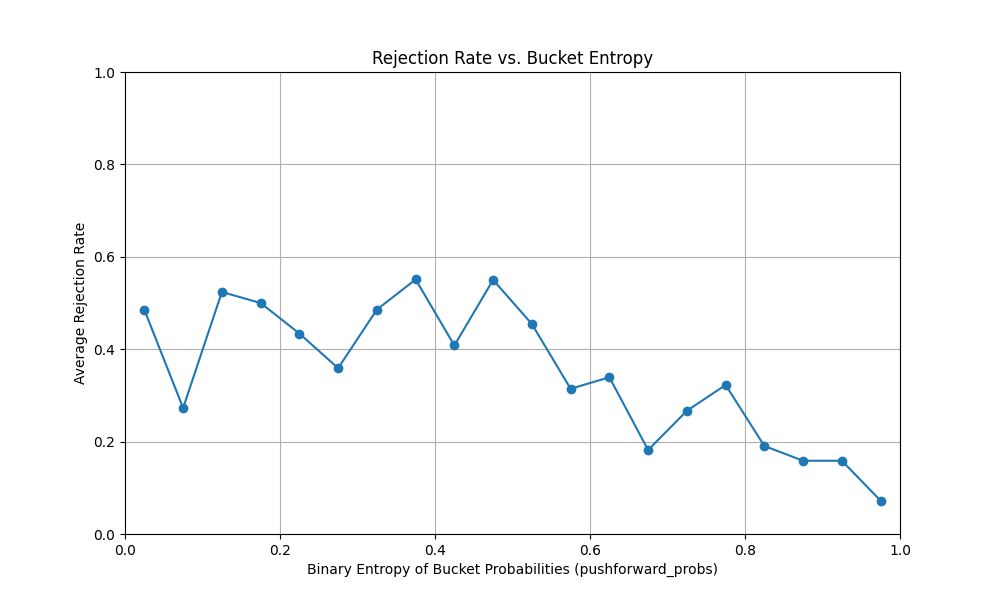 Rejection Rate vs. Bucket Entropy
1.0
0.8
0.6
0.4
0.2
0.0
Average Rejection Rate
0.0 0.2 0.4 0.6 0.8 1.0
Binary Entropy of Bucket Probabilities (pushforward_probs)